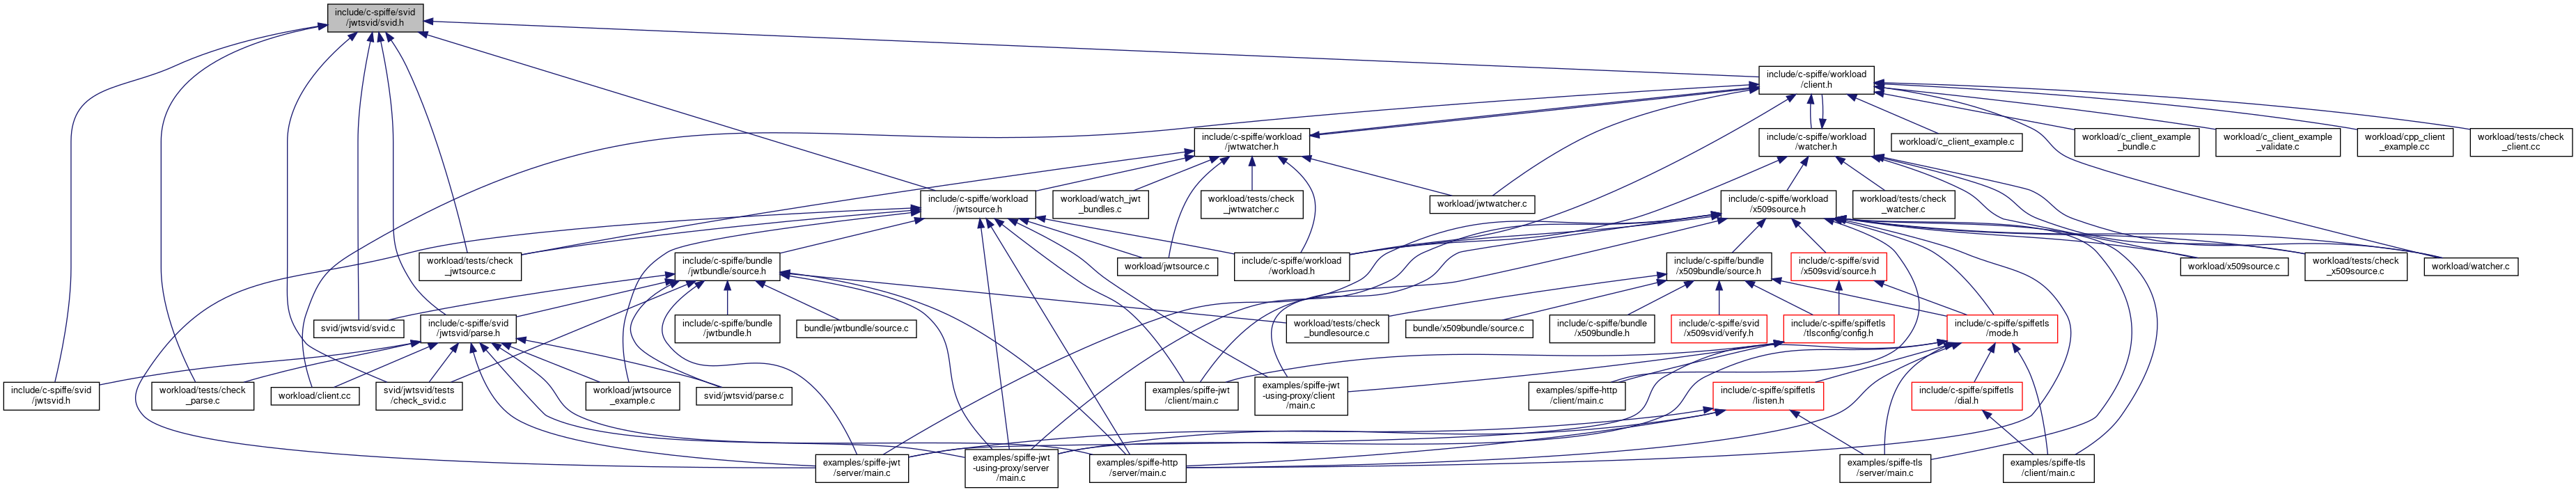 include/c-spiffe/svid
/jwtsvid/svid.h
include/c-spiffe/workload
/client.h
include/c-spiffe/workload
/jwtwatcher.h
include/c-spiffe/workload
/watcher.h
workload/c_client_example.c
workload/c_client_example
_bundle.c
workload/c_client_example
_validate.c
workload/cpp_client
_example.cc
workload/tests/check
_client.cc
include/c-spiffe/workload
/jwtsource.h
workload/watch_jwt
_bundles.c
workload/tests/check
_jwtwatcher.c
workload/jwtwatcher.c
include/c-spiffe/workload
/x509source.h
workload/tests/check
_watcher.c
workload/tests/check
_jwtsource.c
include/c-spiffe/bundle
/jwtbundle/source.h
workload/jwtsource.c
include/c-spiffe/workload
/workload.h
include/c-spiffe/bundle
/x509bundle/source.h
include/c-spiffe/svid
/x509svid/source.h
workload/x509source.c
workload/tests/check
_x509source.c
workload/watcher.c
svid/jwtsvid/svid.c
include/c-spiffe/svid
/jwtsvid/parse.h
include/c-spiffe/bundle
/jwtbundle.h
bundle/jwtbundle/source.c
workload/tests/check
_bundlesource.c
bundle/x509bundle/source.c
include/c-spiffe/bundle
/x509bundle.h
include/c-spiffe/svid
/x509svid/verify.h
include/c-spiffe/spiffetls
/tlsconfig/config.h
include/c-spiffe/spiffetls
/mode.h
include/c-spiffe/svid
/jwtsvid.h
workload/tests/check
_parse.c
workload/client.cc
svid/jwtsvid/tests
/check_svid.c
workload/jwtsource
_example.c
svid/jwtsvid/parse.c
examples/spiffe-jwt
/client/main.c
examples/spiffe-jwt
-using-proxy/client
/main.c
examples/spiffe-http
/client/main.c
include/c-spiffe/spiffetls
/listen.h
include/c-spiffe/spiffetls
/dial.h
examples/spiffe-jwt
/server/main.c
examples/spiffe-jwt
-using-proxy/server
/main.c
examples/spiffe-http
/server/main.c
examples/spiffe-tls
/server/main.c
examples/spiffe-tls
/client/main.c